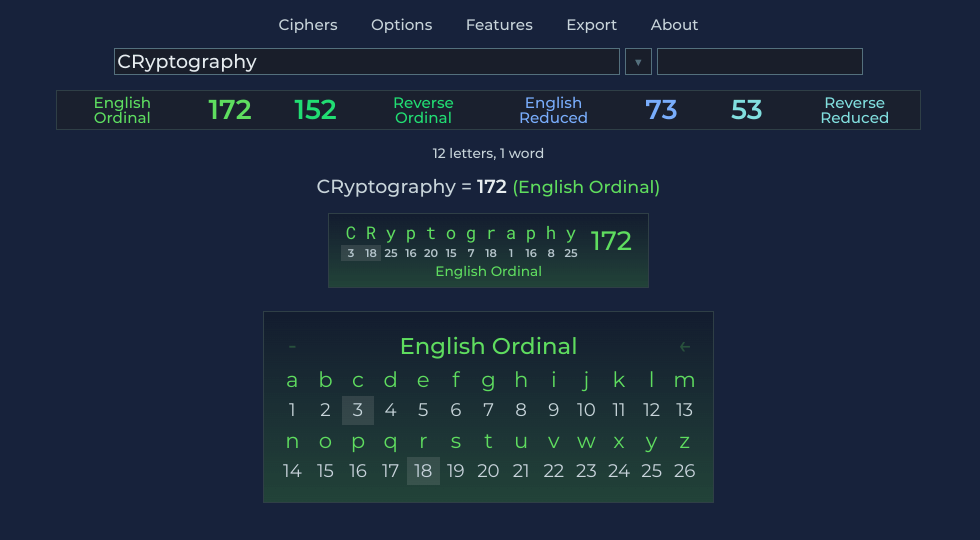 Ciphers Options Features Export About
CRyptography ▼
English Ordinal 172 152 Reverse Ordinal English Reduced 73 53 Reverse Reduced
12 letters, 1 word
CRyptography = 172 (English Ordinal)
C R y p t o g r a p h y 172
3 18 25 16 20 15 7 18 1 16 8 25
English Ordinal
- English Ordinal ←
a b c d e f g h i j k l m
1 2 3 4 5 6 7 8 9 10 11 12 13
n o p q r s t u v w x y z
14 15 16 17 18 19 20 21 22 23 24 25 26